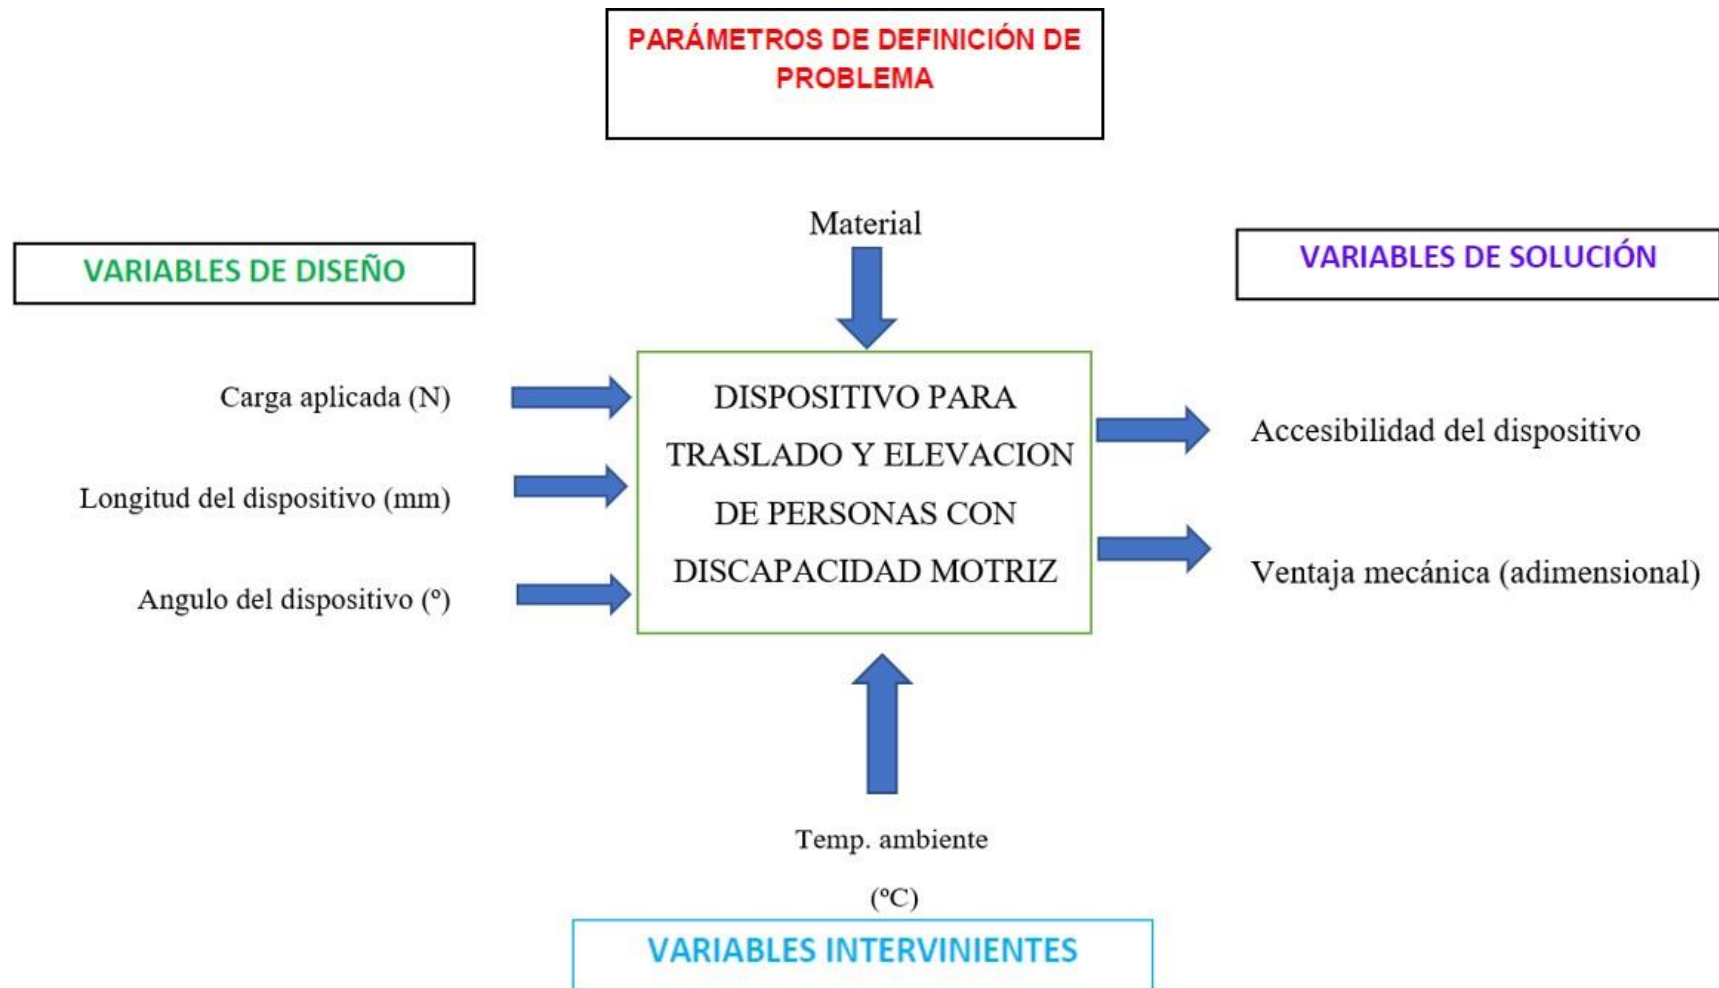 PARÁMETROS DE DEFINICIÓN DE
PROBLEMA
Material
VARIABLES DE DISEÑO
VARIABLES DE SOLUCIÓN
Carga aplicada (N)
Longitud del dispositivo (mm)
Angulo del dispositivo (º)
DISPOSITIVO PARA
TRASLADO Y ELEVACION
DE PERSONAS CON
DISCAPACIDAD MOTRIZ
Accesibilidad del dispositivo
Ventaja mecánica (adimensional)
Temp. ambiente
(ºC)
VARIABLES INTERVINIENTES